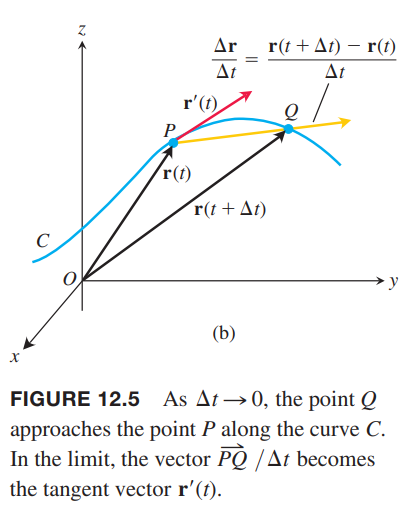 z
Δr/Δt = r(t + Δt) − r(t)/Δt
r′(t)
P
Q
r(t)
r(t + Δt)
C
O
y
(b)
x
FIGURE 12.5 As Δt → 0, the point Q
approaches the point P along the curve C.
In the limit, the vector P⃗Q⃗ /Δt becomes
the tangent vector r′(t).